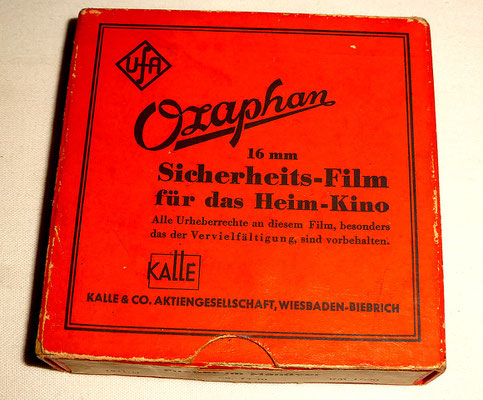 UFA
Ozaphan
16 mm
Sicherheits-Film
für das Heim-Kino
Alle Urheberrechte an diesem Film, besonders
das der Vervielfältigung, sind vorbehalten.
KALLE
KALLE & CO. AKTIENGESELLSCHAFT, WIESBADEN-BIEBRICH